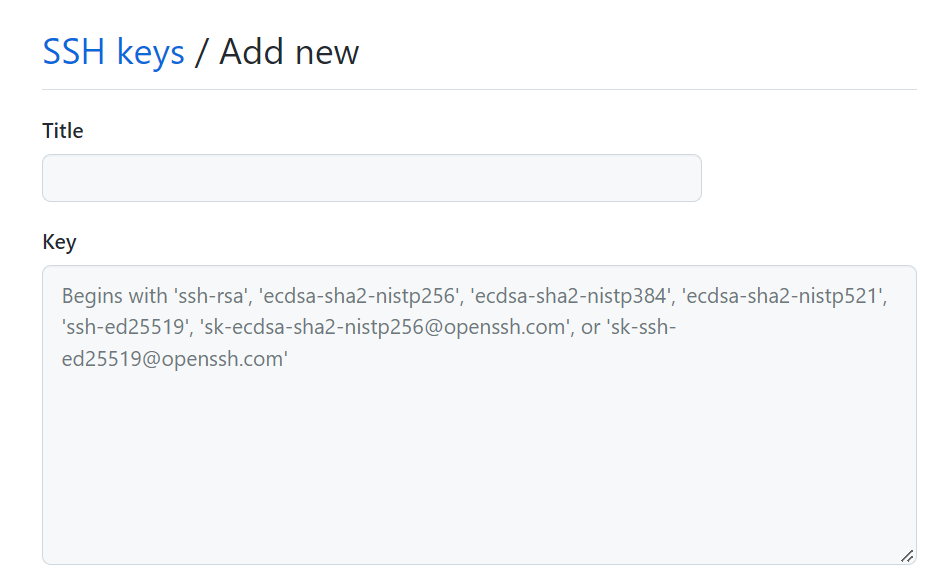 SSH keys / Add new
Title
Key
Begins with 'ssh-rsa', 'ecdsa-sha2-nistp256', 'ecdsa-sha2-nistp384', 'ecdsa-sha2-nistp521',
'ssh-ed25519', 'sk-ecdsa-sha2-nistp256@openssh.com', or 'sk-ssh-
ed25519@openssh.com'